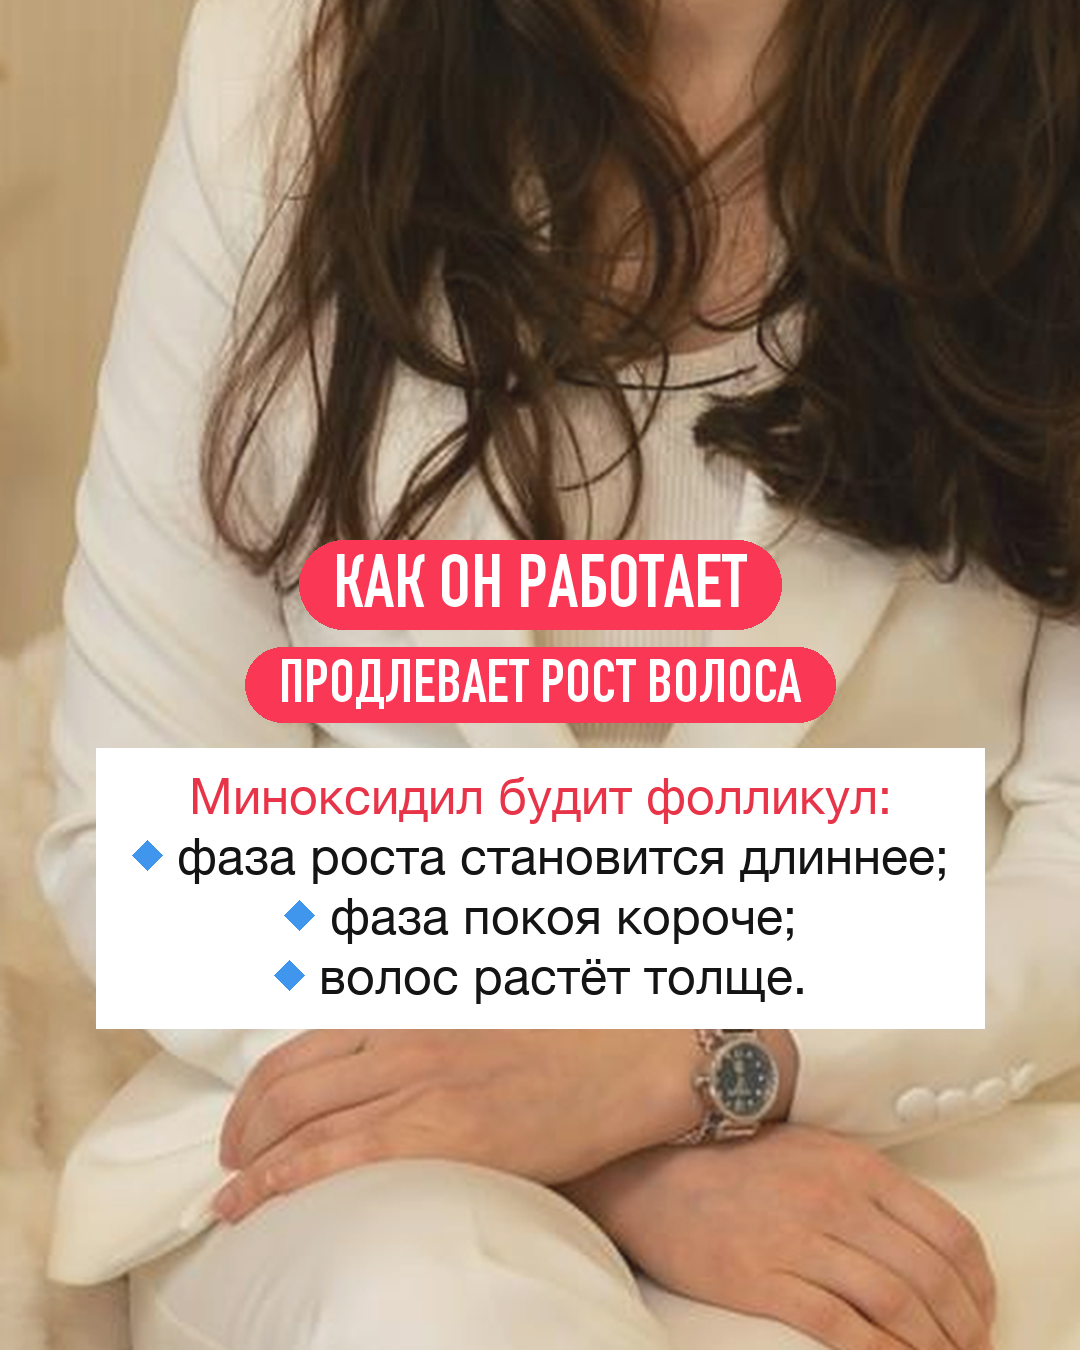 КАК ОН РАБОТАЕТ
ПРОДЛЕВАЕТ РОСТ ВОЛОСА
Миноксидил будит фолликул:
🔷 фаза роста становится длиннее;
🔷 фаза покоя короче;
🔷 волос растёт толще.